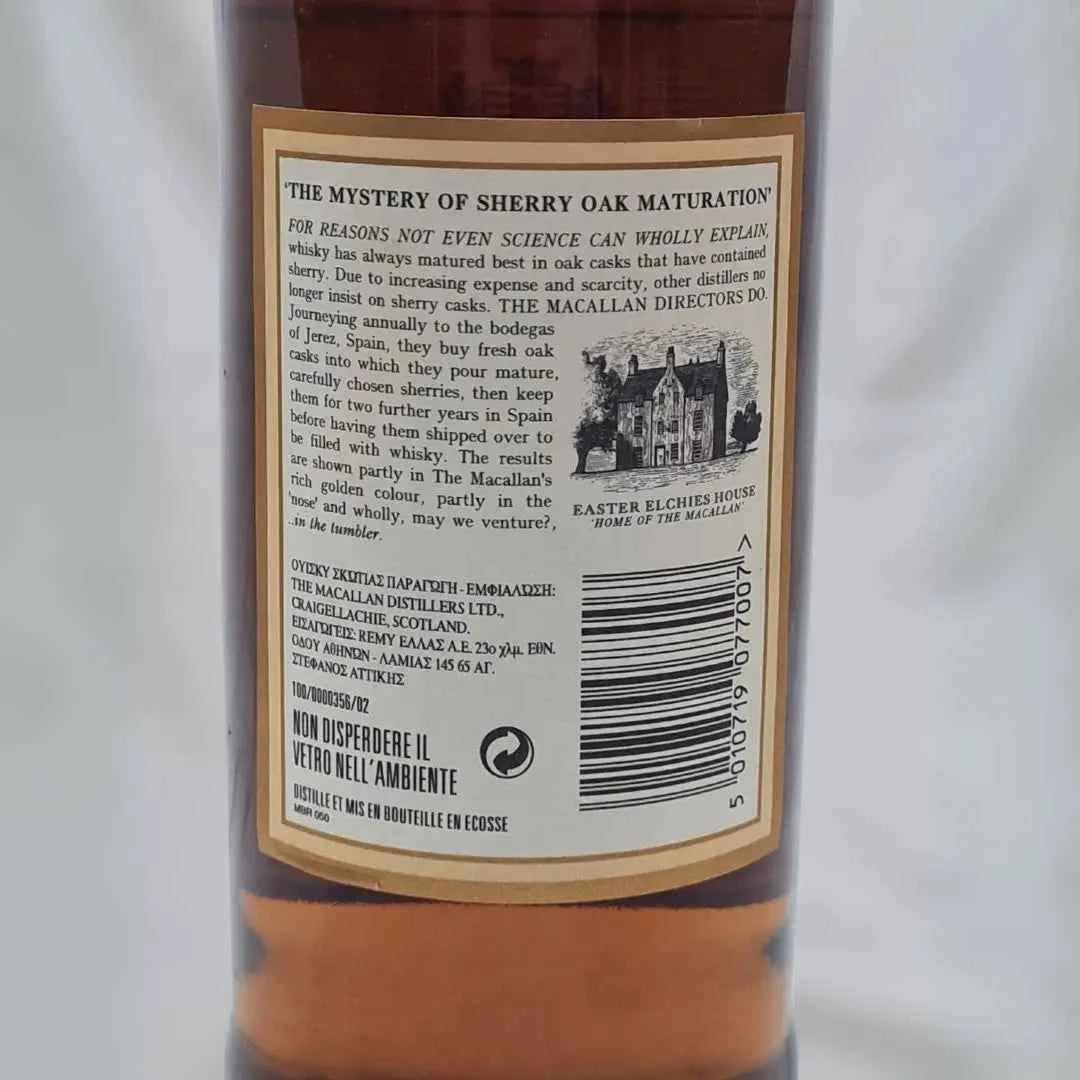 'THE MYSTERY OF SHERRY OAK MATURATION'
FOR REASONS NOT EVEN SCIENCE CAN WHOLLY EXPLAIN,
whisky has always matured best in oak casks that have contained
sherry. Due to increasing expense and scarcity, other distillers no
longer insist on sherry casks. THE MACALLAN DIRECTORS DO.
Journeying annually to the bodegas
of Jerez, Spain, they buy fresh oak
casks into which they pour mature,
carefully chosen sherries, then keep
them for two further years in Spain
before having them shipped over to
be filled with whisky. The results
are shown partly in The Macallan's
rich golden colour, partly in the
'nose' and wholly, may we venture?,
..in the tumbler.
EASTER ELCHIES HOUSE
'HOME OF THE MACALLAN'
ΟΥΙΣΚΥ ΣΚΩΤΙΑΣ ΠΑΡΑΓΩΓΗ - ΕΜΦΙΑΛΩΣΗ:
THE MACALLAN DISTILLERS LTD.,
CRAIGELLACHIE, SCOTLAND.
ΕΙΣΑΓΩΓΕΙΣ: REMY ΕΛΛΑΣ Α.Ε. 23ο χλμ. ΕΘΝ.
ΟΔΟΥ ΑΘΗΝΩΝ - ΛΑΜΙΑΣ 145 65 ΑΓ.
ΣΤΕΦΑΝΟΣ ΑΤΤΙΚΗΣ
100/0000356/02
NON DISPERDERE IL
VETRO NELL'AMBIENTE
DISTILLE ET MIS EN BOUTEILLE EN ECOSSE
MBR 050
5 010719 077007 >